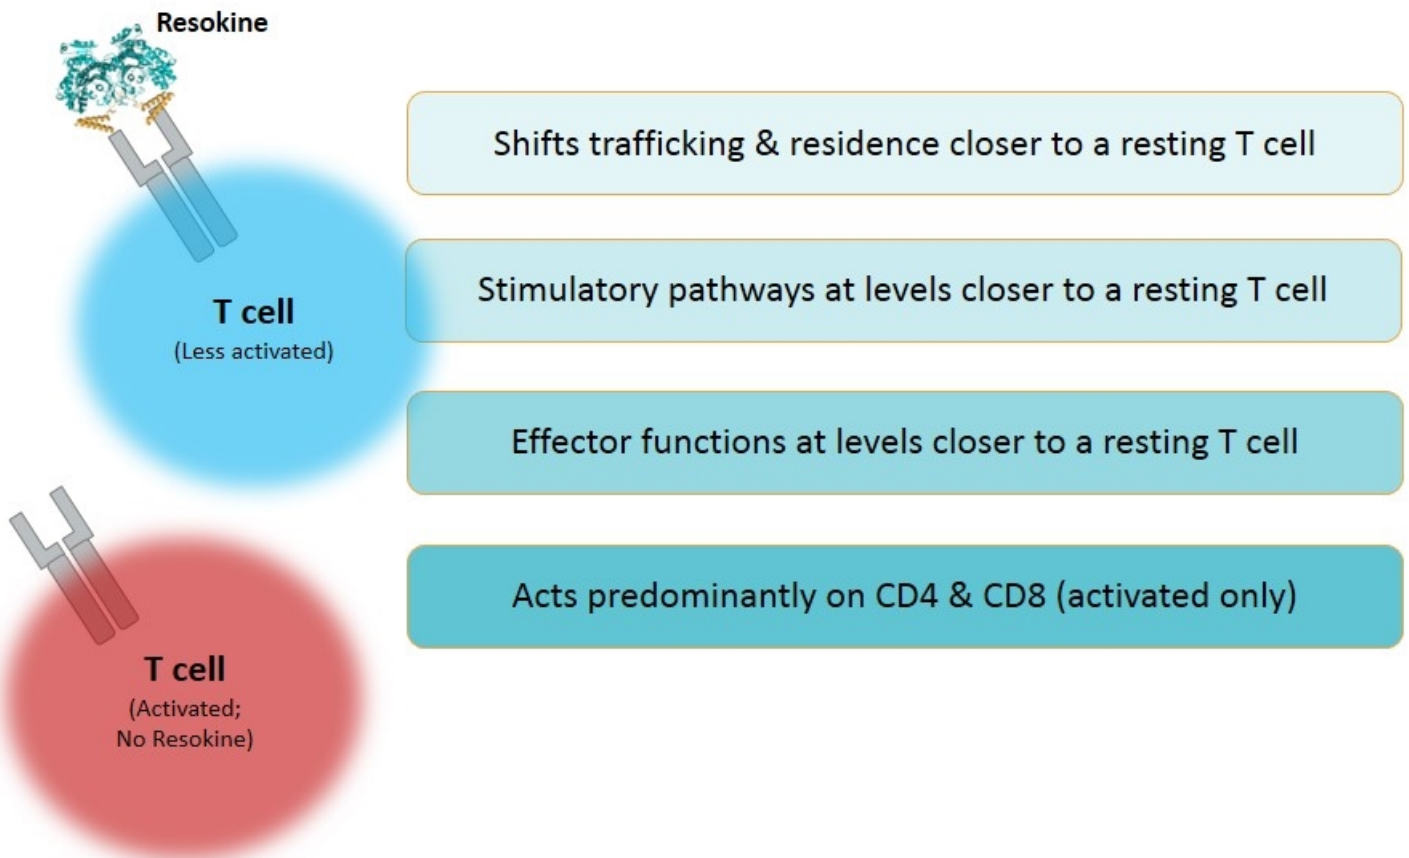 Resokine
Shifts trafficking & residence closer to a resting T cell
Stimulatory pathways at levels closer to a resting T cell
T cell
(Less activated)
Effector functions at levels closer to a resting T cell
Acts predominantly on CD4 & CD8 (activated only)
T cell
(Activated;
No Resokine)